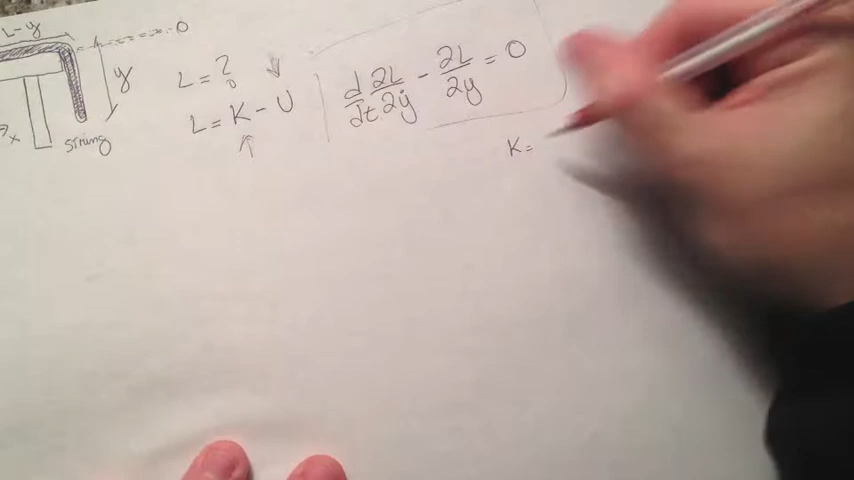 L-y
0
y
x
string
L = ?
L = K - U
d/dt ∂L/∂ẏ - ∂L/∂y = 0
K =